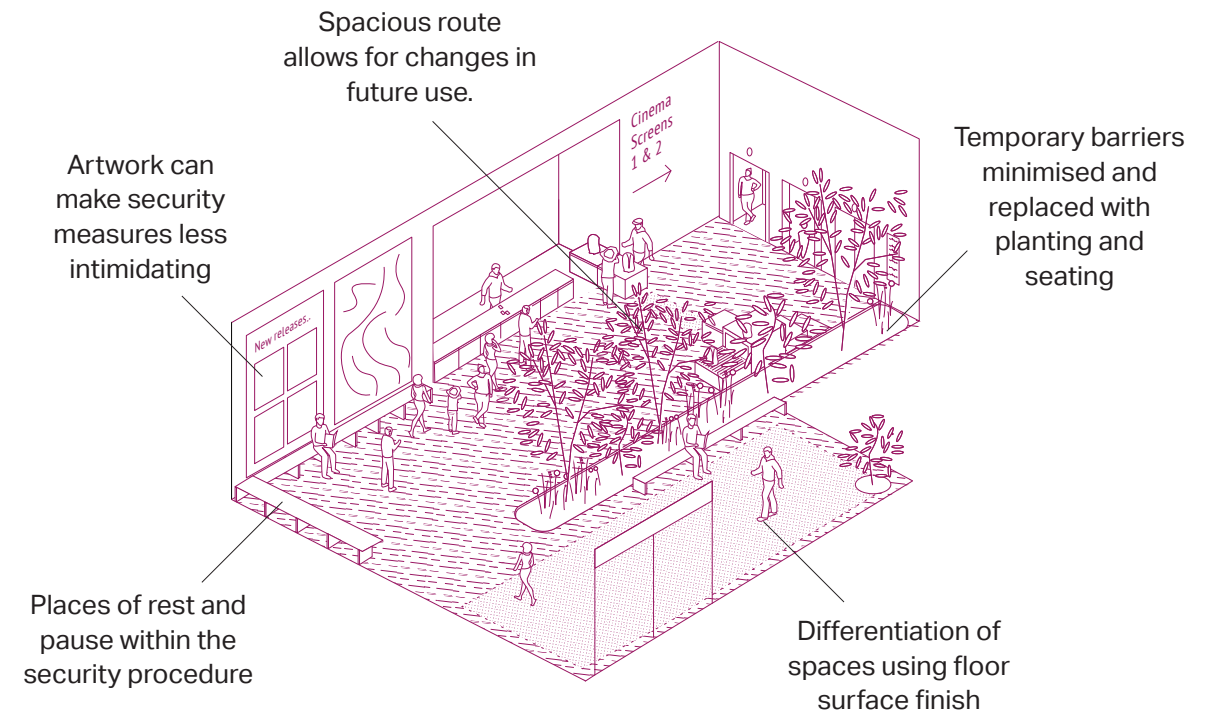 Spacious route
allows for changes in
future use.
Artwork can
make security
measures less
intimidating
Temporary barriers
minimised and
replaced with
planting and
seating
Cinema
Screens
1 & 2
New releases..
Places of rest and
pause within the
security procedure
Differentiation of
spaces using floor
surface finish